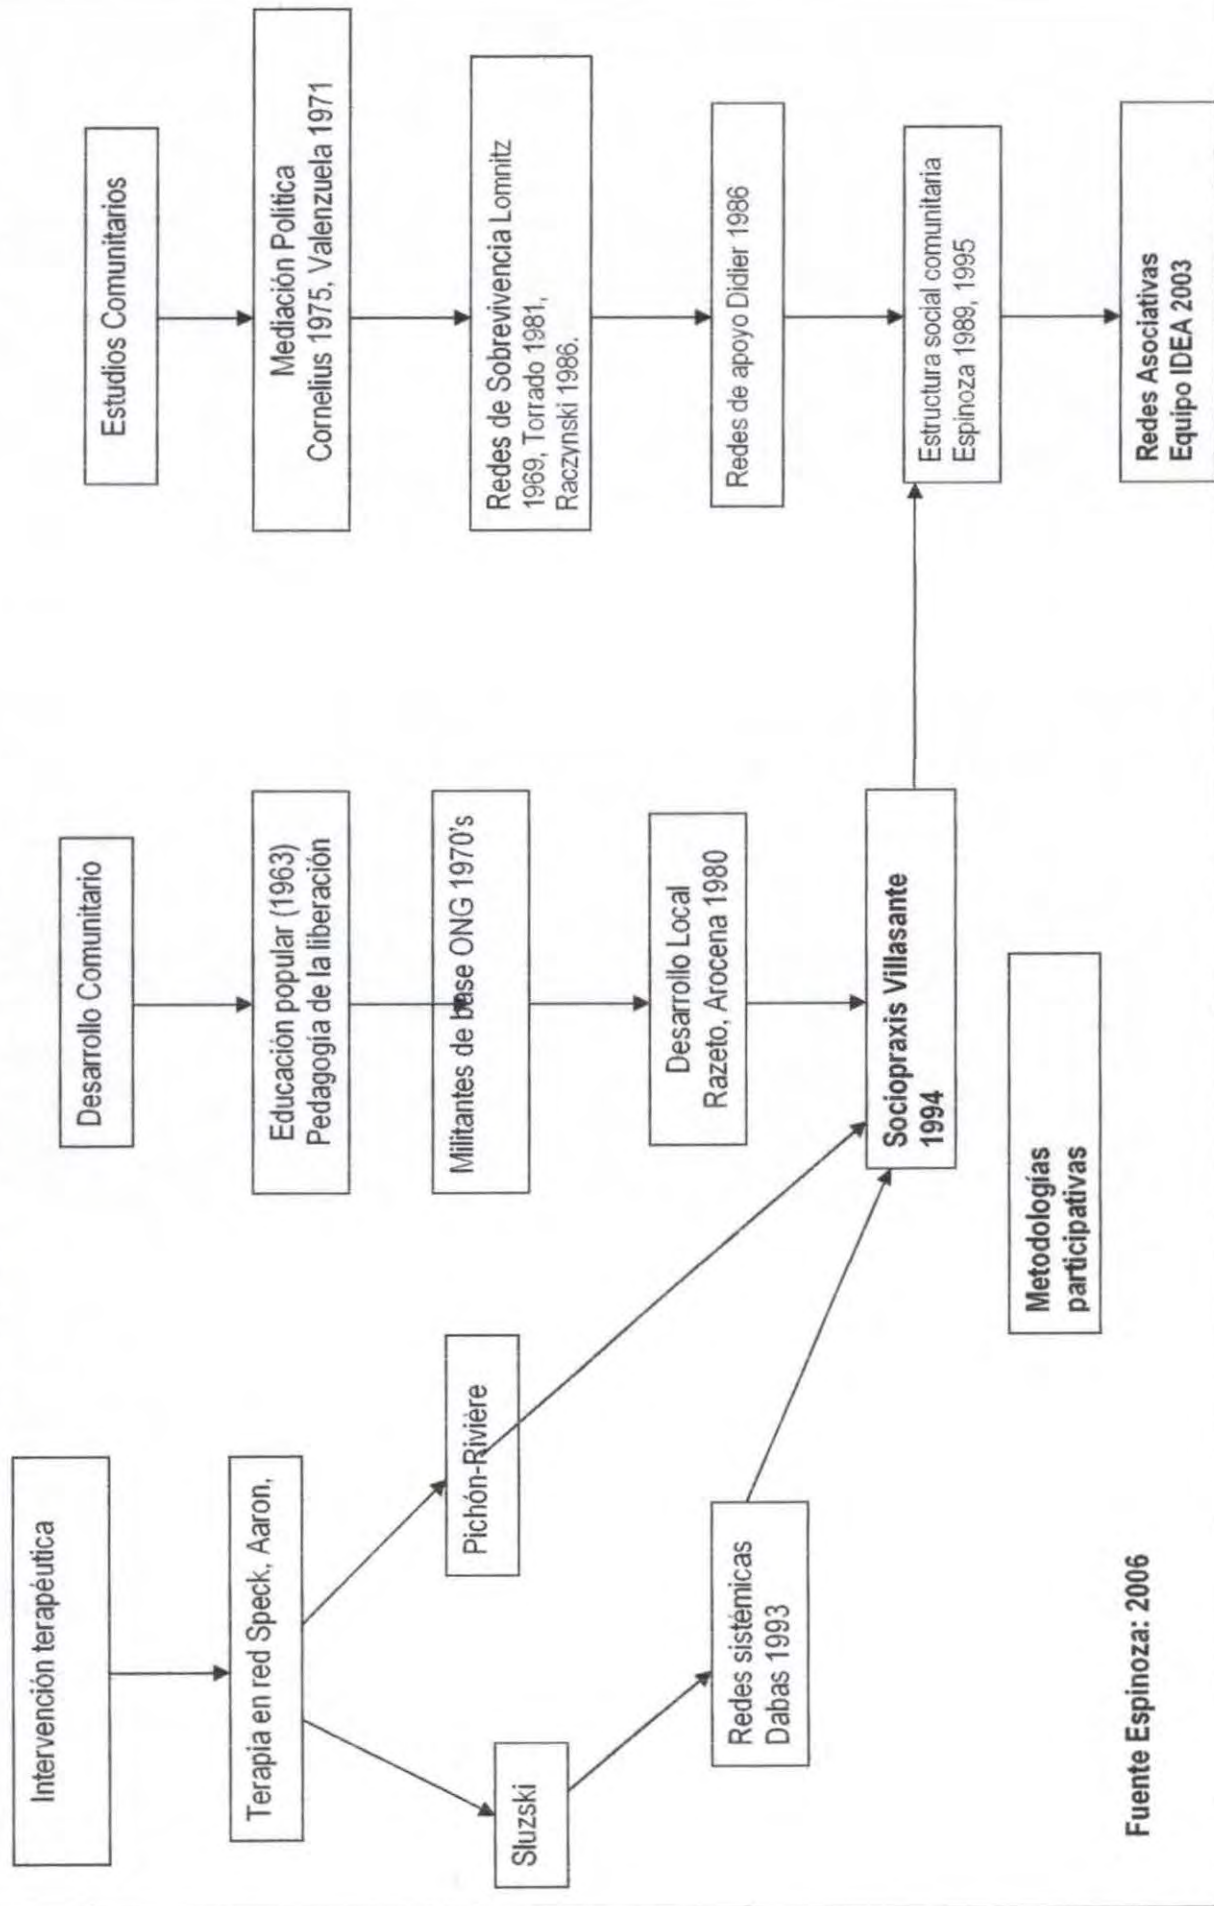 Intervención terapéutica
Terapia en red Speck, Aaron,
Sluzski
Pichón-Rivière
Redes sistémicas
Dabas 1993
Desarrollo Comunitario
Educación popular (1963)
Pedagogía de la liberación
Militantes de base ONG 1970's
Desarrollo Local
Razeto, Arocena 1980
Sociopraxis Villasante
1994
Metodologías
participativas
Estudios Comunitarios
Mediación Política
Cornelius 1975, Valenzuela 1971
Redes de Sobrevivencia Lomnitz
1969, Torrado 1981,
Raczynski 1986.
Redes de apoyo Didier 1986
Estructura social comunitaria
Espinoza 1989, 1995
Redes Asociativas
Equipo IDEA 2003
Fuente Espinoza: 2006